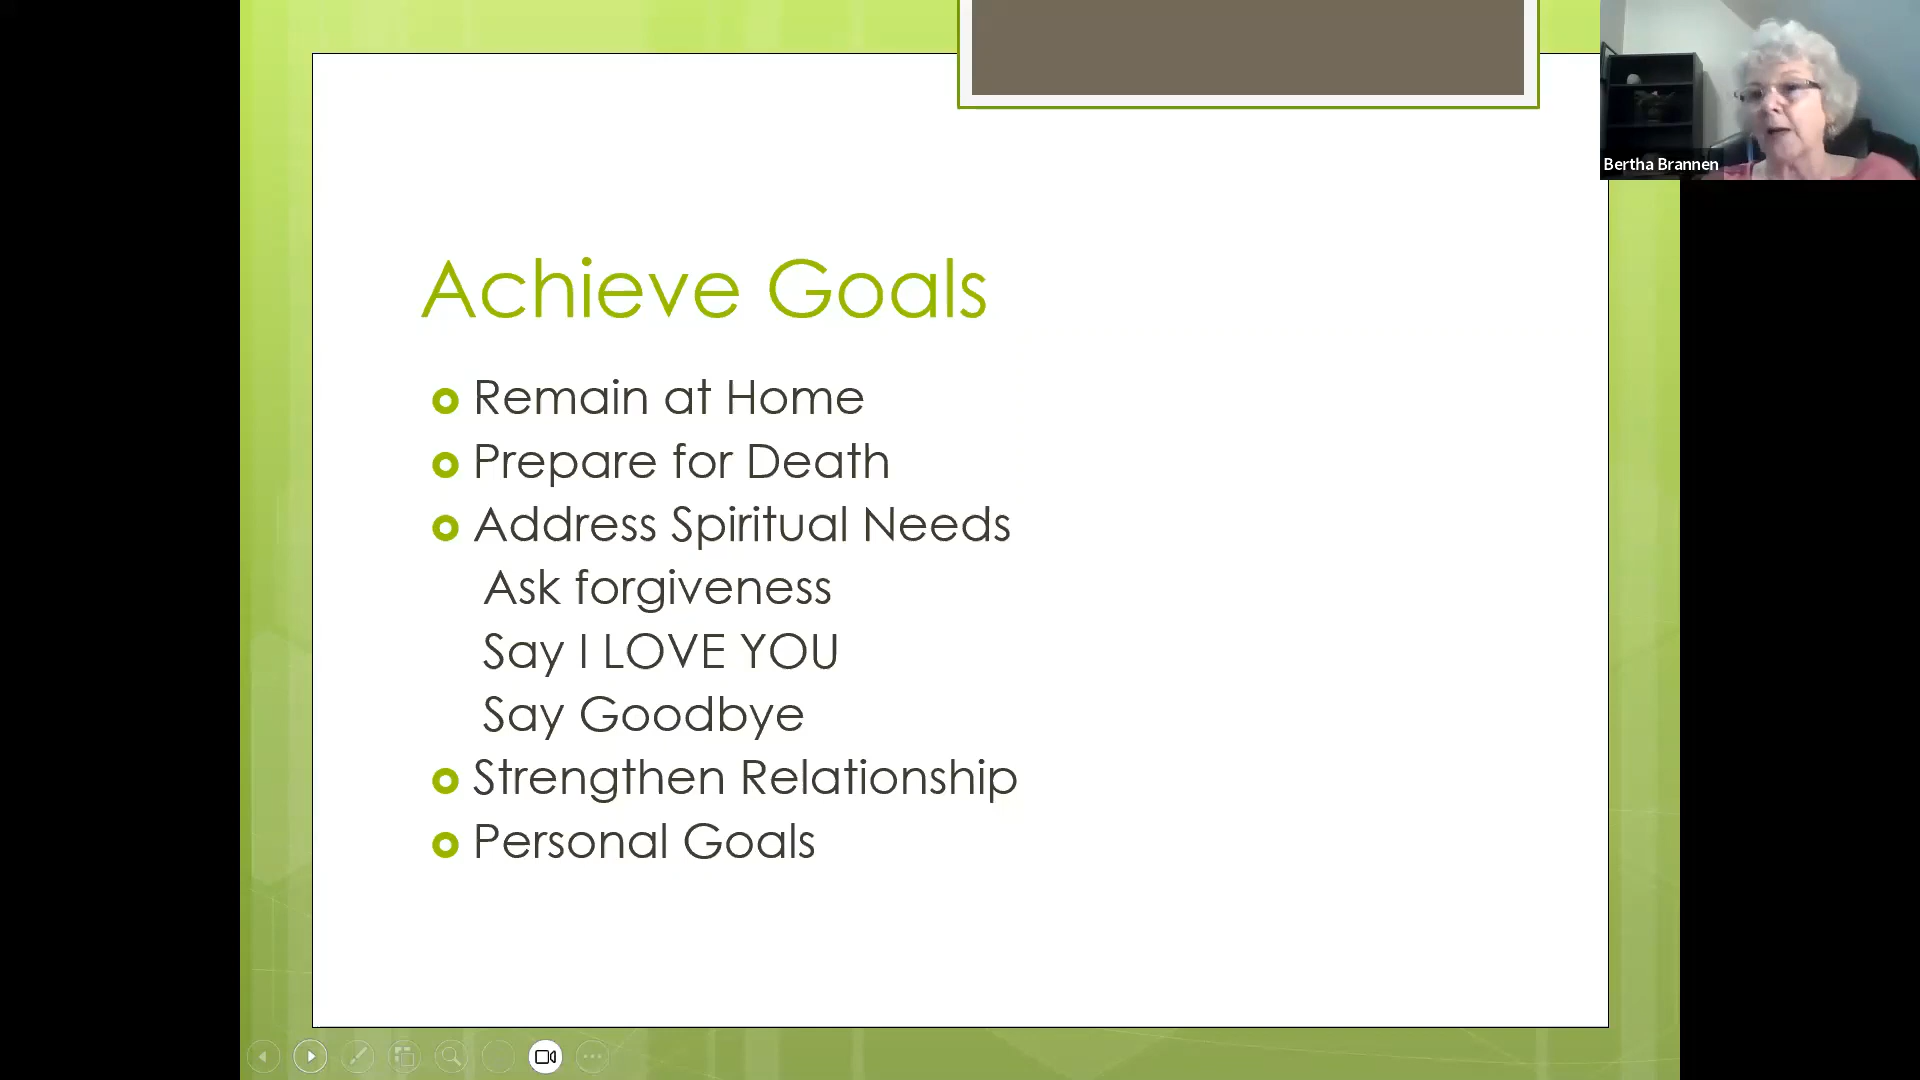 Bertha Brannen
Achieve Goals
Remain at Home
Prepare for Death
Address Spiritual Needs
Ask forgiveness
Say I LOVE YOU
Say Goodbye
Strengthen Relationship
Personal Goals